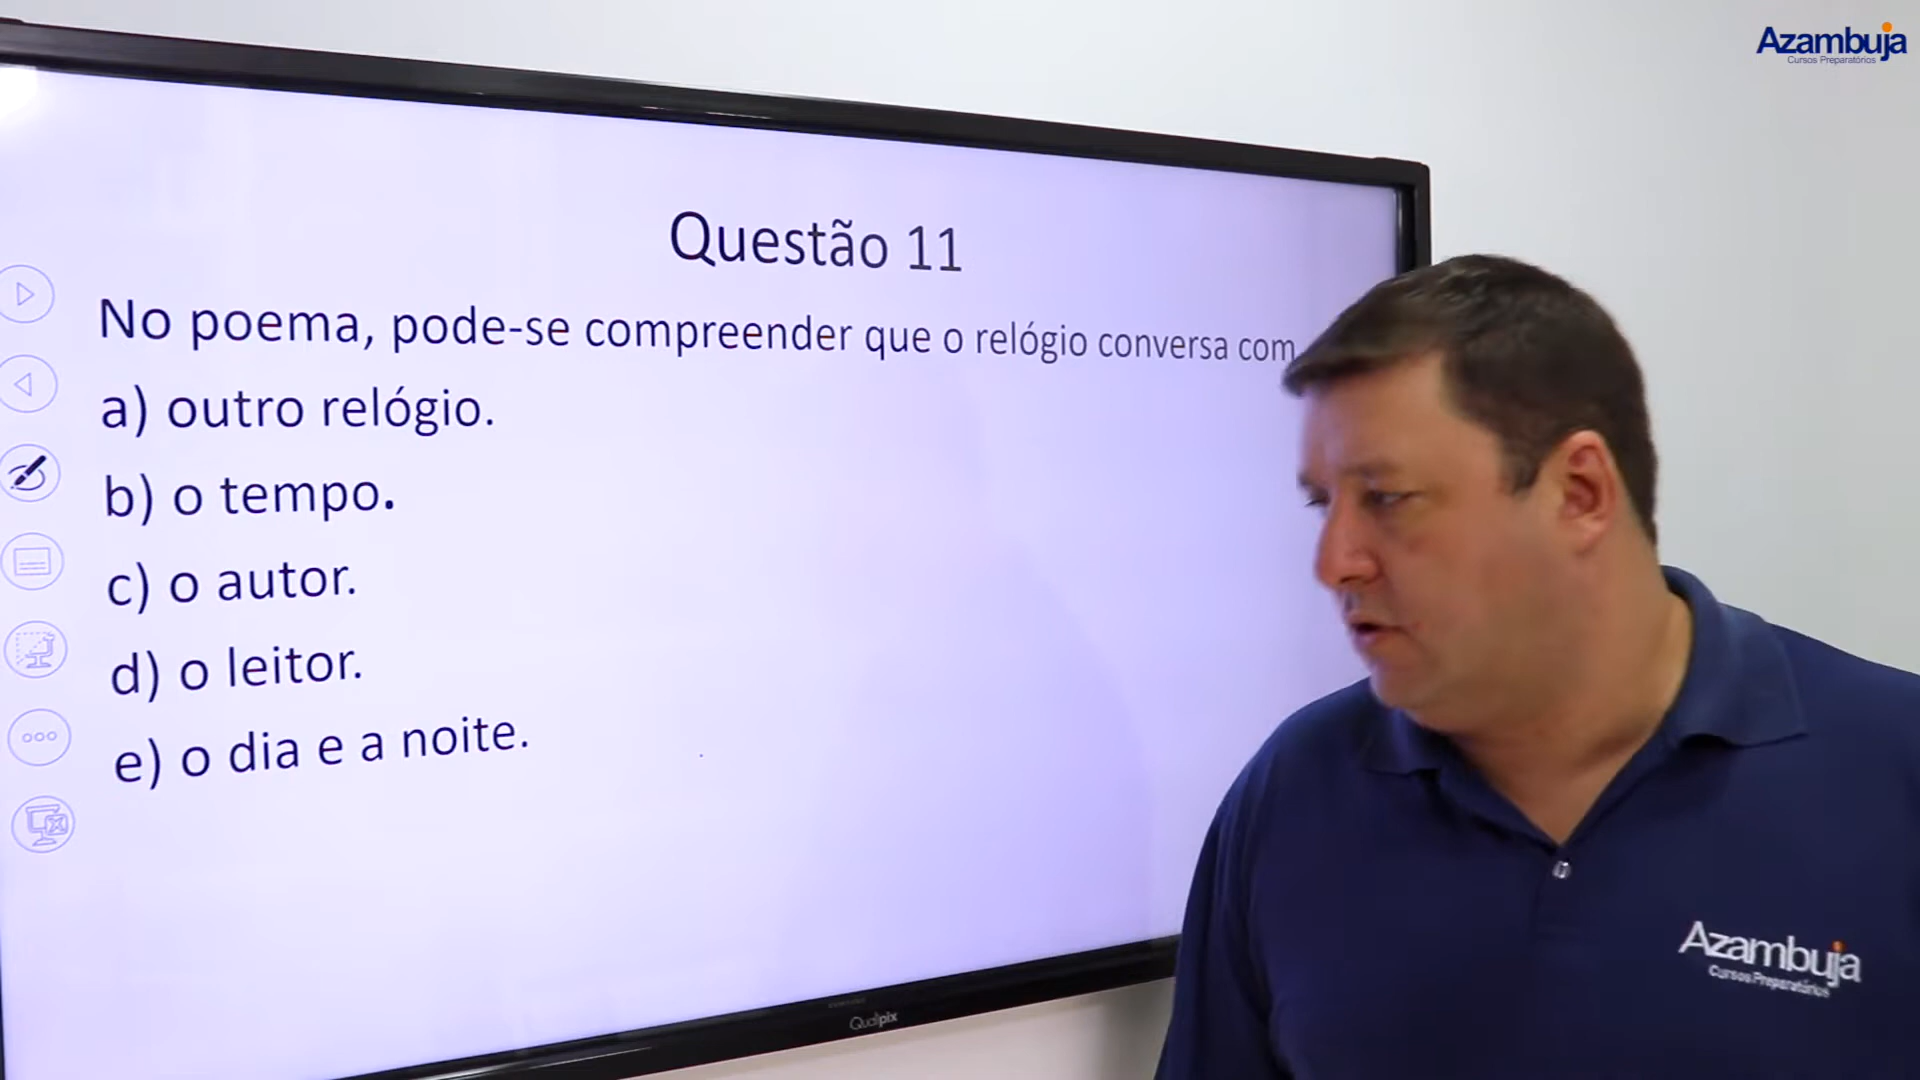 Azambuja
Cursos Preparatórios
Questão 11
No poema, pode-se compreender que o relógio conversa com
a) outro relógio.
b) o tempo.
c) o autor.
d) o leitor.
e) o dia e a noite.
Qualipix
Azambuja
Cursos Preparatórios